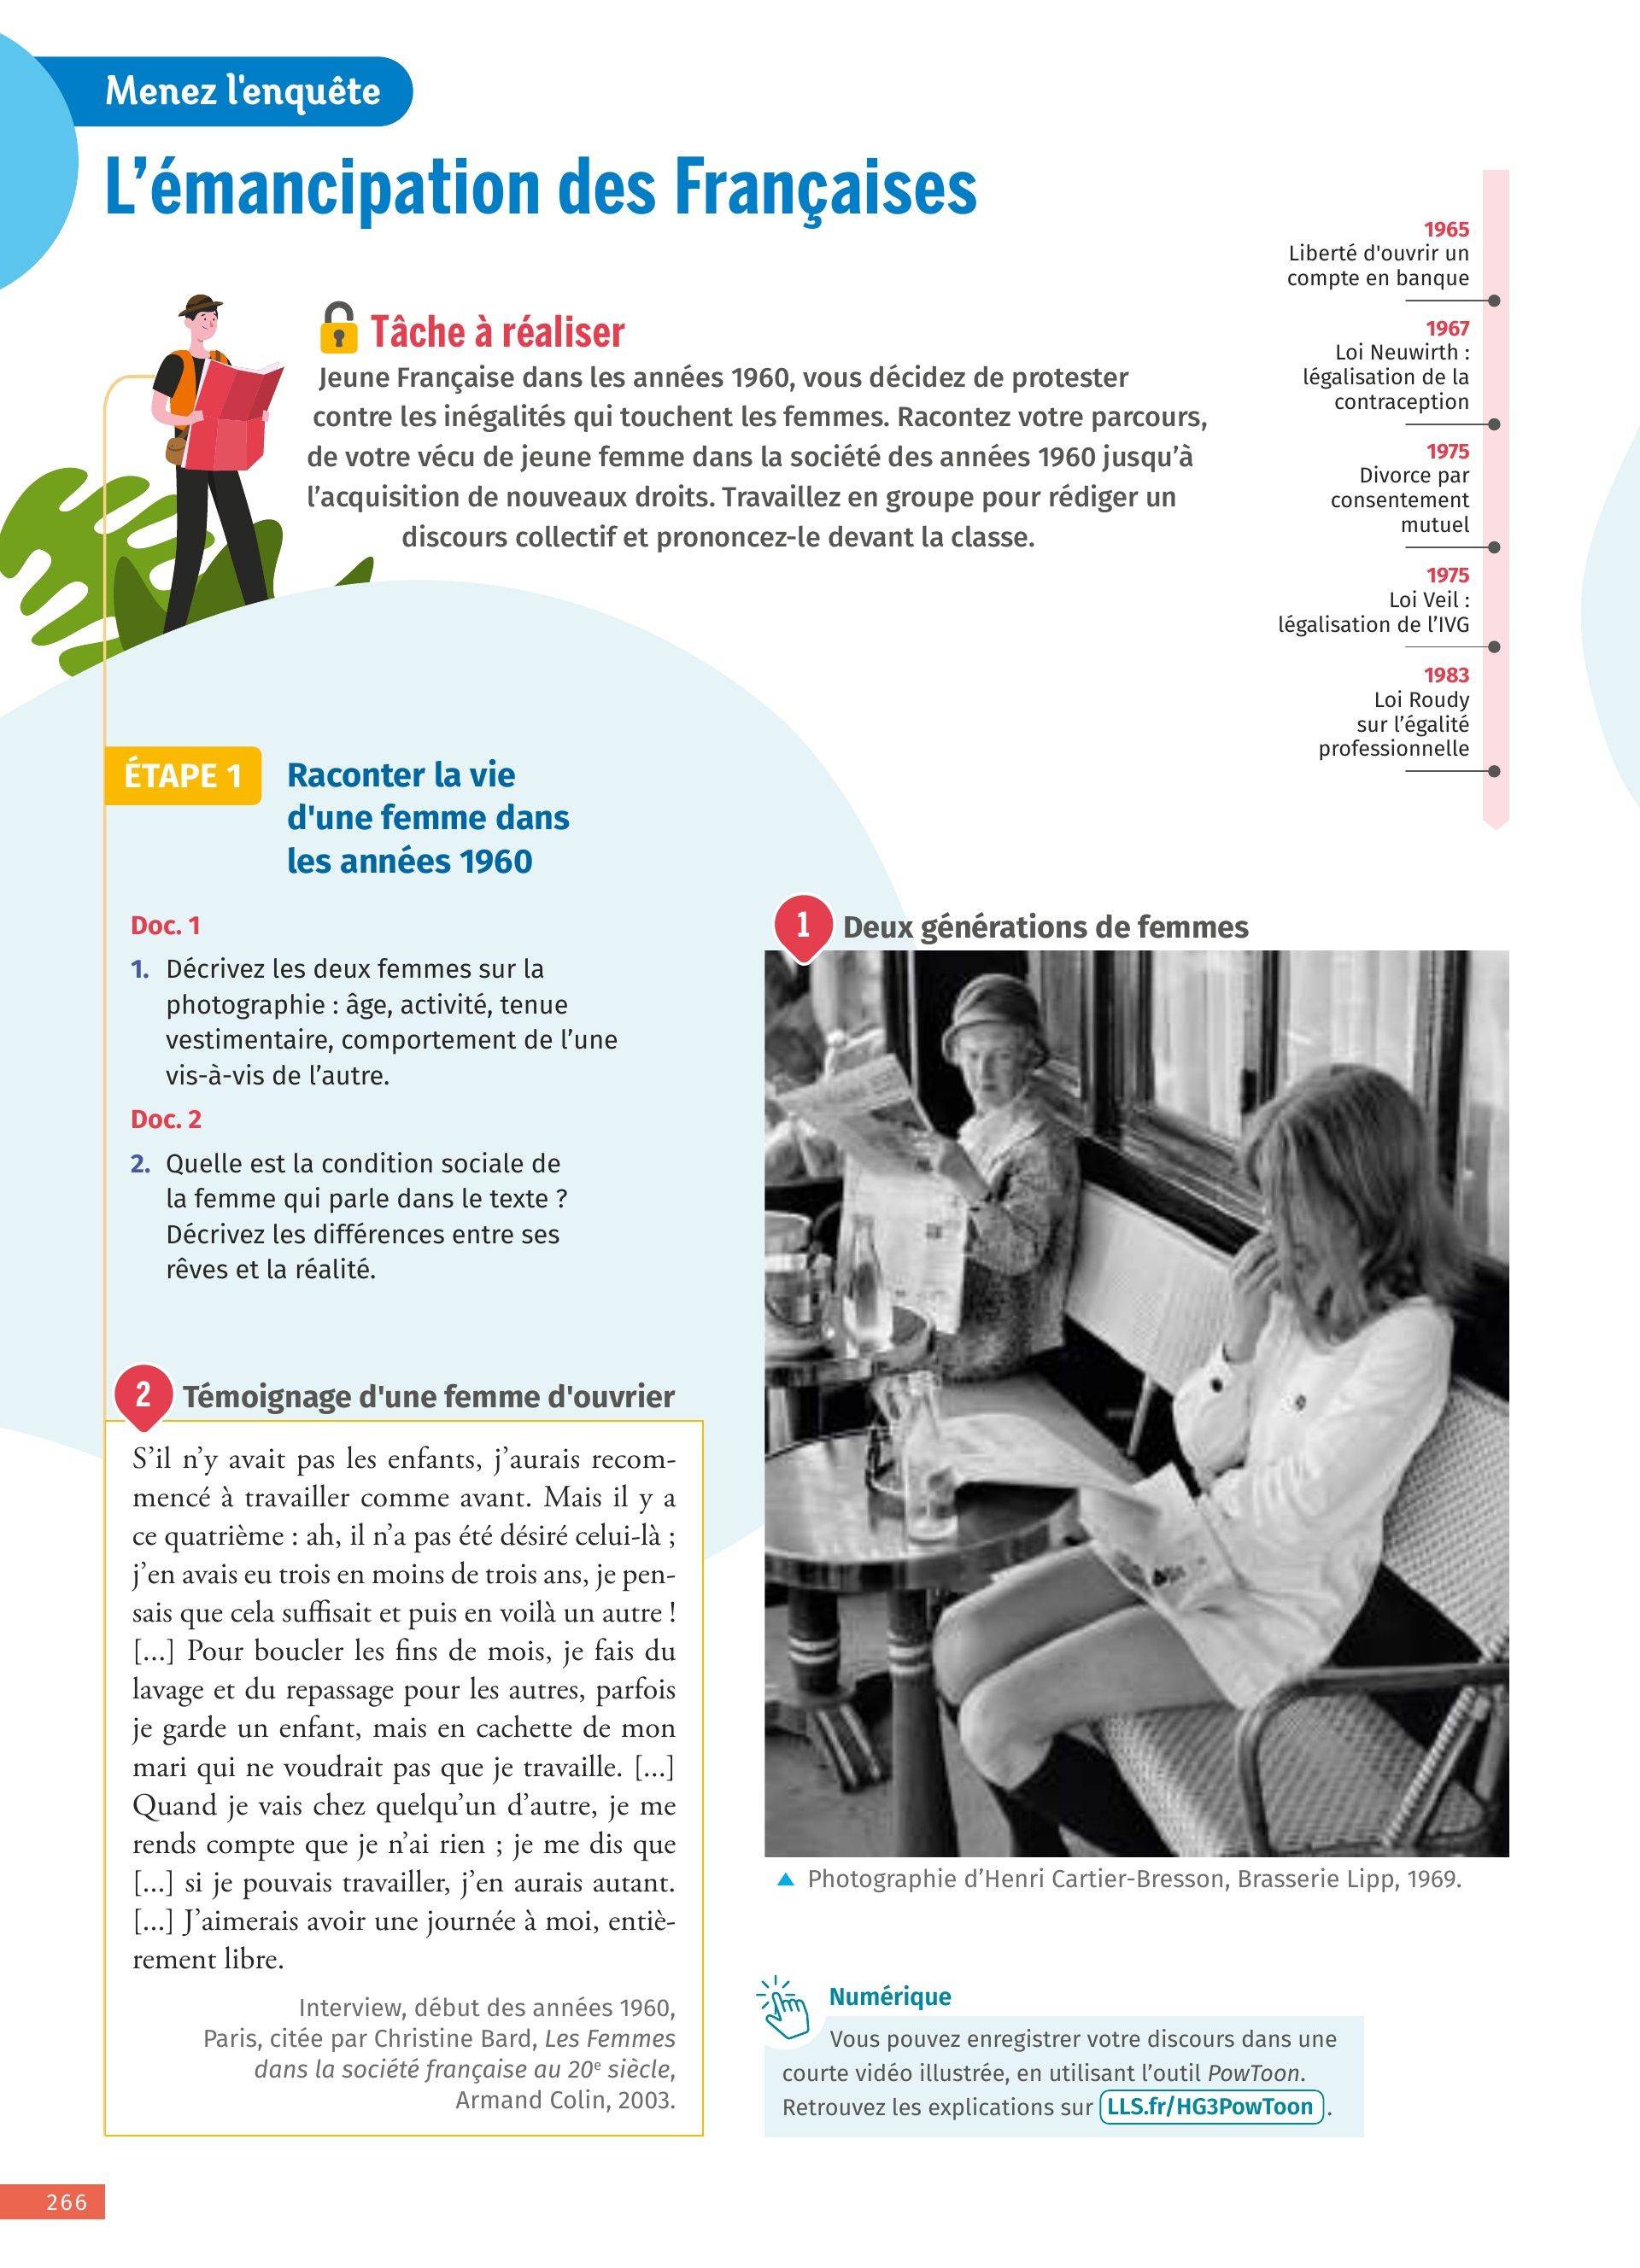 Menez l'enquête
L’émancipation des Françaises
Tâche à réaliser
Jeune Française dans les années 1960, vous décidez de protester
contre les inégalités qui touchent les femmes. Racontez votre parcours,
de votre vécu de jeune femme dans la société des années 1960 jusqu’à
l’acquisition de nouveaux droits. Travaillez en groupe pour rédiger un
discours collectif et prononcez-le devant la classe.
1965
Liberté d'ouvrir un
compte en banque
1967
Loi Neuwirth :
légalisation de la
contraception
1975
Divorce par
consentement
mutuel
1975
Loi Veil :
légalisation de l’IVG
1983
Loi Roudy
sur l’égalité
professionnelle
ÉTAPE 1
Raconter la vie
d'une femme dans
les années 1960
Doc. 1
1. Décrivez les deux femmes sur la
photographie : âge, activité, tenue
vestimentaire, comportement de l’une
vis-à-vis de l’autre.
Doc. 2
2. Quelle est la condition sociale de
la femme qui parle dans le texte ?
Décrivez les différences entre ses
rêves et la réalité.
2 Témoignage d'une femme d'ouvrier
S’il n’y avait pas les enfants, j’aurais recom-
mencé à travailler comme avant. Mais il y a
ce quatrième : ah, il n’a pas été désiré celui-là ;
j’en avais eu trois en moins de trois ans, je pen-
sais que cela suffisait et puis en voilà un autre !
[...] Pour boucler les fins de mois, je fais du
lavage et du repassage pour les autres, parfois
je garde un enfant, mais en cachette de mon
mari qui ne voudrait pas que je travaille. [...]
Quand je vais chez quelqu’un d’autre, je me
rends compte que je n’ai rien ; je me dis que
[...] si je pouvais travailler, j’en aurais autant.
[...] J’aimerais avoir une journée à moi, entiè-
rement libre.
Interview, début des années 1960,
Paris, citée par Christine Bard, Les Femmes
dans la société française au 20e siècle,
Armand Colin, 2003.
1 Deux générations de femmes
Photographie d’Henri Cartier-Bresson, Brasserie Lipp, 1969.
Numérique
Vous pouvez enregistrer votre discours dans une
courte vidéo illustrée, en utilisant l’outil PowToon.
Retrouvez les explications sur LLS.fr/HG3PowToon .
266